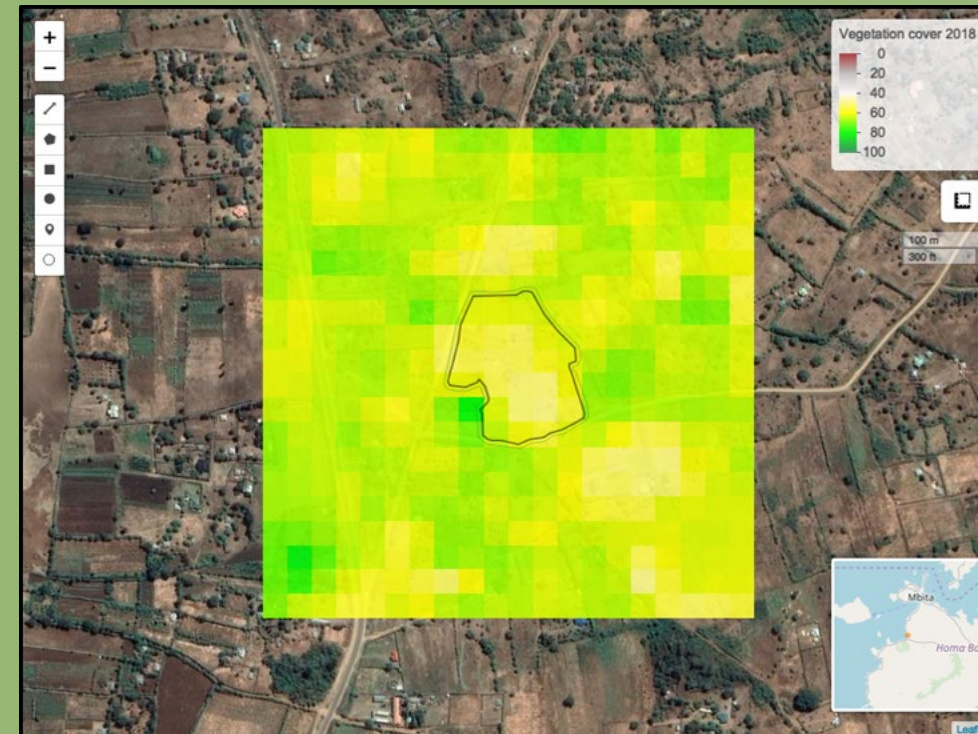 +
−
Vegetation cover 2018
0
20
40
60
80
100
100 m
300 ft
Mbita
Homa Ba
Leaf